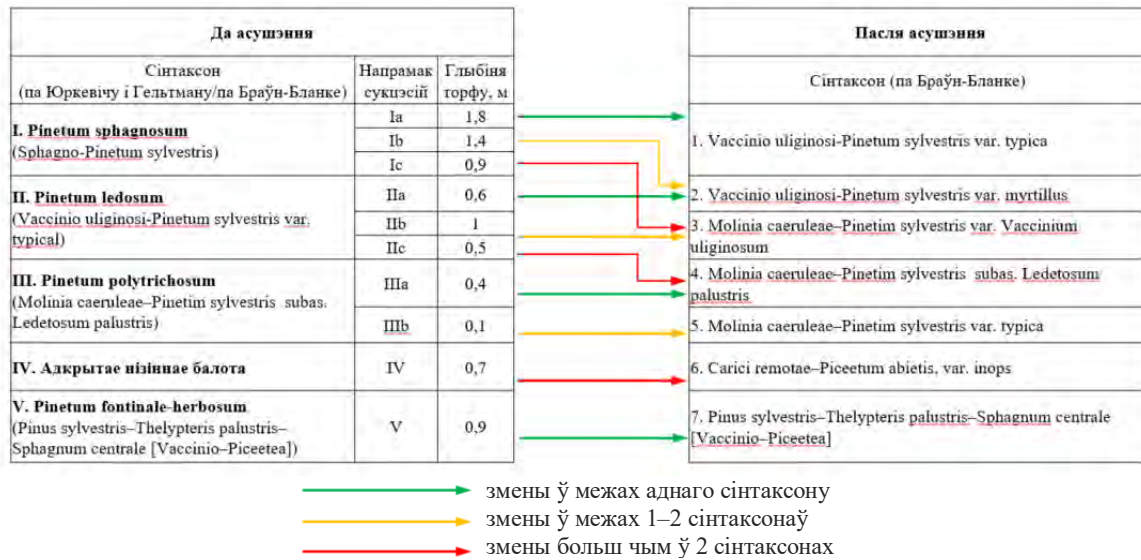 Да асушэння
Сінтаксон
(па Юркевічу і Гельтману/па Браўн-Бланке)
Напрамак
сукцэсій
Глыбіня
торфу, м
I. Pinetum sphagnosum
(Sphagno-Pinetum sylvestris)
Ia
1,8
Ib
1,4
Ic
0,9
II. Pinetum ledosum
(Vaccinio uliginosi-Pinetum sylvestris var.
typical)
IIa
0,6
IIb
1
IIc
0,5
III. Pinetum polytrichosum
(Molinia caeruleae–Pinetim sylvestris subas.
Ledetosum palustris)
IIIa
0,4
IIIb
0,1
IV. Адкрытае нізіннае балота
IV
0,7
V. Pinetum fontinale-herbosum
(Pinus sylvestris–Thelypteris palustris–
Sphagnum centrale [Vaccinio–Piceetea])
V
0,9
Пасля асушэння
Сінтаксон (па Браўн-Бланке)
1. Vaccinio uliginosi-Pinetum sylvestris var. typica
2. Vaccinio uliginosi-Pinetum sylvestris var. myrtillus
3. Molinia caeruleae–Pinetim sylvestris var. Vaccinium
uliginosum
4. Molinia caeruleae–Pinetim sylvestris subas. Ledetosum
palustris
5. Molinia caeruleae–Pinetim sylvestris var. typica
6. Carici remotae–Piceetum abietis, var. inops
7. Pinus sylvestris–Thelypteris palustris–Sphagnum centrale
[Vaccinio–Piceetea]
змены ў межах аднаго сінтаксону
змены ў межах 1–2 сінтаксонаў
змены больш чым ў 2 сінтаксонах